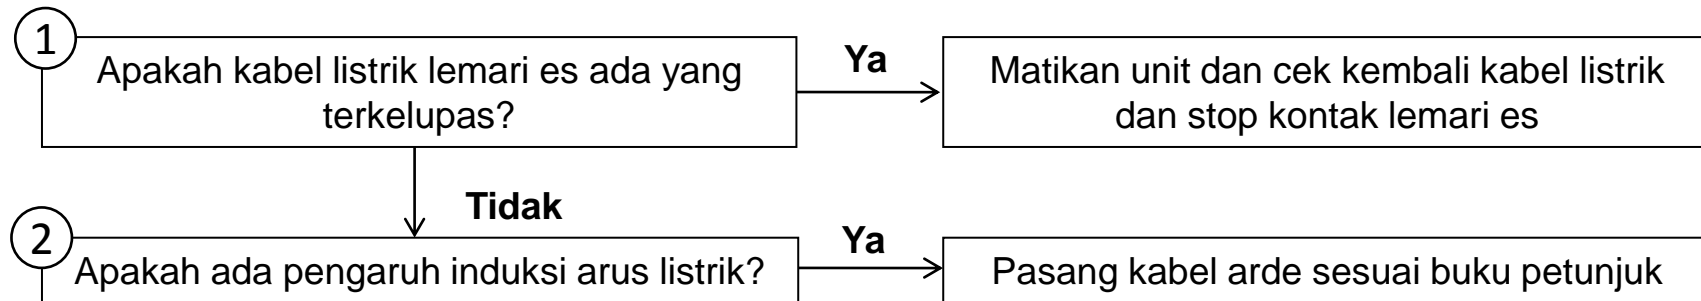 1
Apakah kabel listrik lemari es ada yang
terkelupas?
Ya
Matikan unit dan cek kembali kabel listrik
dan stop kontak lemari es
Tidak
2
Apakah ada pengaruh induksi arus listrik?
Ya
Pasang kabel arde sesuai buku petunjuk